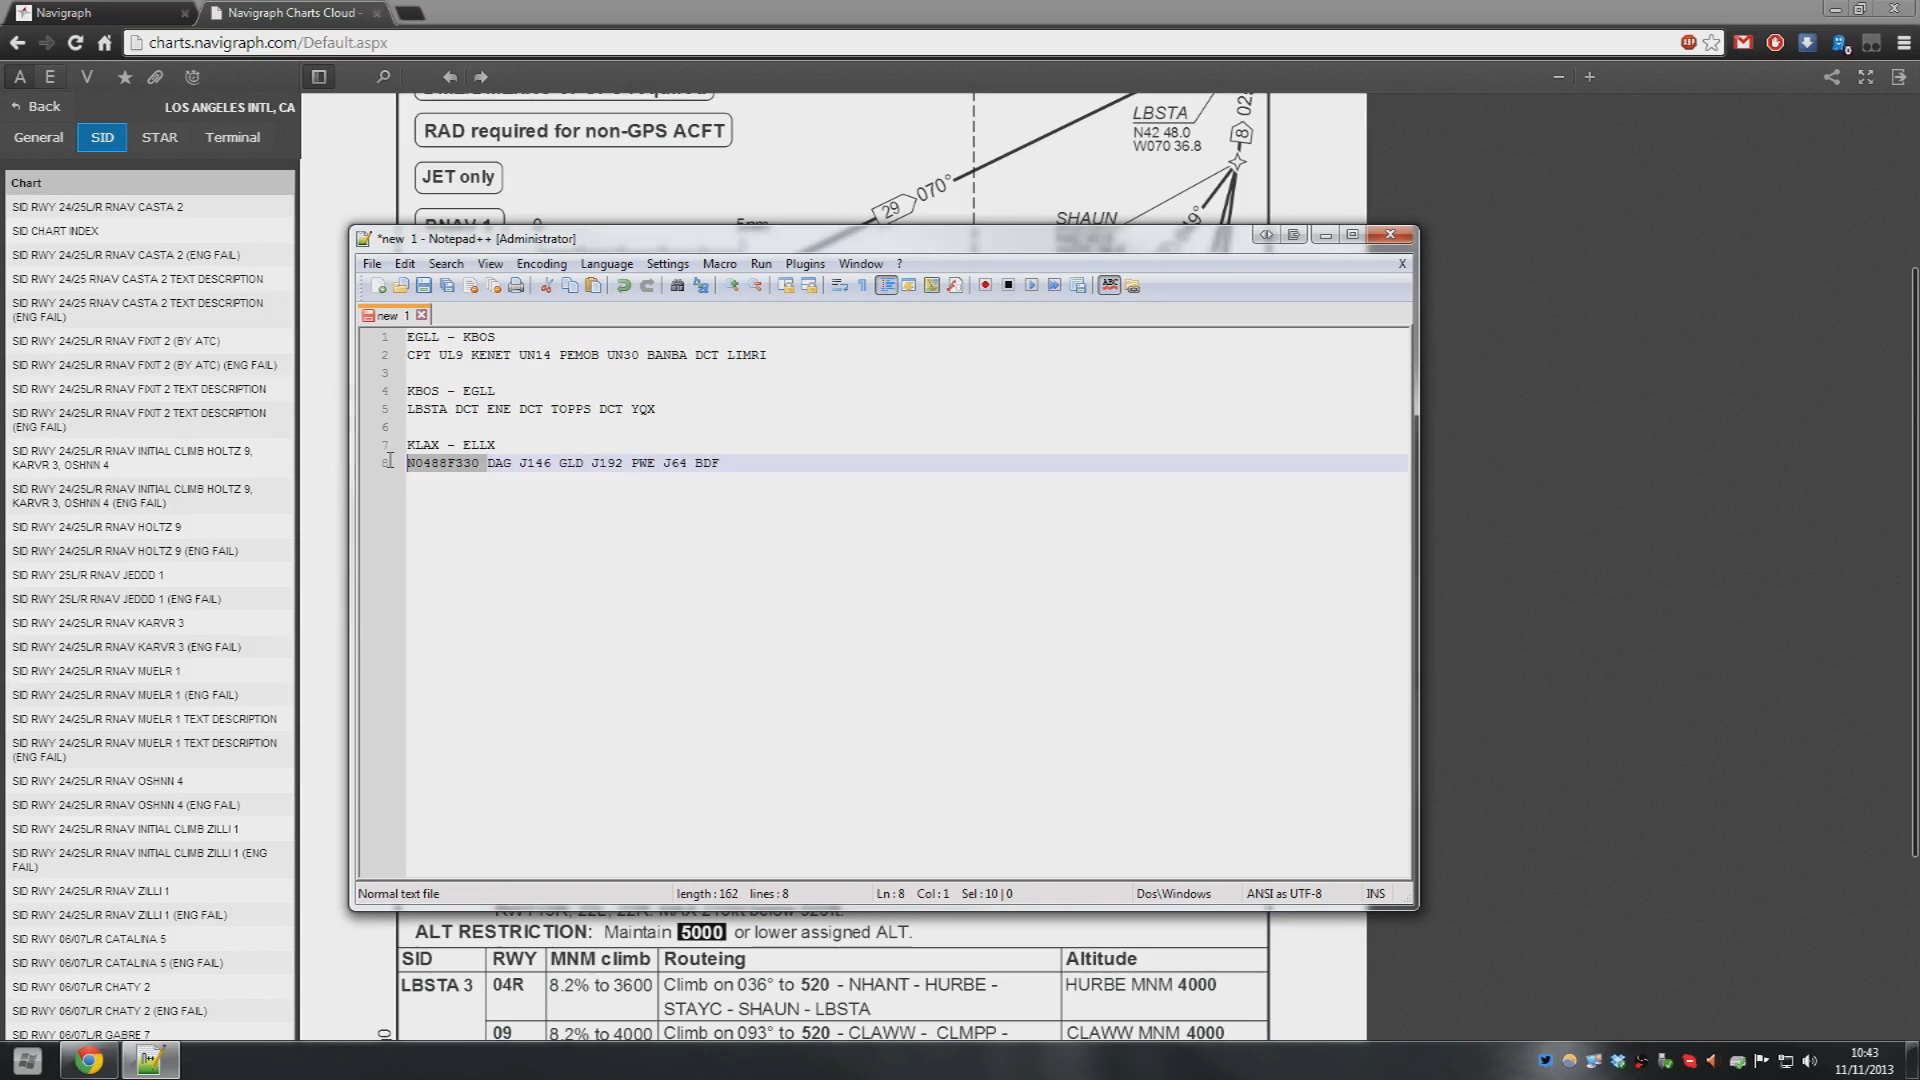 Navigraph
Navigraph Charts Cloud -
charts.navigraph.com/Default.aspx
A E V
Back
LOS ANGELES INTL, CA
General SID STAR Terminal
Chart
SID RWY 24/25L/R RNAV CASTA 2
SID CHART INDEX
SID RWY 24/25L/R RNAV CASTA 2 (ENG FAIL)
SID RWY 24/25 RNAV CASTA 2 TEXT DESCRIPTION
SID RWY 24/25 RNAV CASTA 2 TEXT DESCRIPTION
(ENG FAIL)
SID RWY 24/25L/R RNAV FIXIT 2 (BY ATC)
SID RWY 24/25L/R RNAV FIXIT 2 (BY ATC) (ENG FAIL)
SID RWY 24/25L/R RNAV FIXIT 2 TEXT DESCRIPTION
SID RWY 24/25L/R RNAV FIXIT 2 TEXT DESCRIPTION
(ENG FAIL)
SID RWY 24/25L/R RNAV INITIAL CLIMB HOLTZ 9,
KARVR 3, OSHNN 4
SID RWY 24/25L/R RNAV INITIAL CLIMB HOLTZ 9,
KARVR 3, OSHNN 4 (ENG FAIL)
SID RWY 24/25L/R RNAV HOLTZ 9
SID RWY 24/25L/R RNAV HOLTZ 9 (ENG FAIL)
SID RWY 25L/R RNAV JEDDD 1
SID RWY 25L/R RNAV JEDDD 1 (ENG FAIL)
SID RWY 24/25L/R RNAV KARVR 3
SID RWY 24/25L/R RNAV KARVR 3 (ENG FAIL)
SID RWY 24/25L/R RNAV MUELR 1
SID RWY 24/25L/R RNAV MUELR 1 (ENG FAIL)
SID RWY 24/25L/R RNAV MUELR 1 TEXT DESCRIPTION
SID RWY 24/25L/R RNAV MUELR 1 TEXT DESCRIPTION
(ENG FAIL)
SID RWY 24/25L/R RNAV OSHNN 4
SID RWY 24/25L/R RNAV OSHNN 4 (ENG FAIL)
SID RWY 24/25L/R RNAV INITIAL CLIMB ZILLI 1
SID RWY 24/25L/R RNAV INITIAL CLIMB ZILLI 1 (ENG
FAIL)
SID RWY 24/25L/R RNAV ZILLI 1
SID RWY 24/25L/R RNAV ZILLI 1 (ENG FAIL)
SID RWY 06/07L/R CATALINA 5
SID RWY 06/07L/R CATALINA 5 (ENG FAIL)
SID RWY 06/07L/R CHATY 2
SID RWY 06/07L/R CHATY 2 (ENG FAIL)
SID RWY 06/07L/R GABRE 7
RAD required for non-GPS ACFT
JET only
RNAV 1 0 5nm
29 070°
LBSTA
N42 48.0
W070 36.8
8
SHAUN
*new 1 - Notepad++ [Administrator]
File Edit Search View Encoding Language Settings Macro Run Plugins Window ? X
new 1
1 EGLL - KBOS
2 CPT UL9 KENET UN14 PEMOB UN30 BANBA DCT LIMRI
3
4 KBOS - EGLL
5 LBSTA DCT ENE DCT TOPPS DCT YQX
6
7 KLAX - ELLX
8 N0488F330 DAG J146 GLD J192 PWE J64 BDF
Normal text file length : 162 lines : 8 Ln : 8 Col : 1 Sel : 10 | 0 Dos\Windows ANSI as UTF-8 INS
ALT RESTRICTION: Maintain 5000 or lower assigned ALT.
SID RWY MNM climb Routeing Altitude
LBSTA 3 04R 8.2% to 3600 Climb on 036° to 520 - NHANT - HURBE - HURBE MNM 4000
STAYC - SHAUN - LBSTA
09 8.2% to 4000 Climb on 093° to 520 - CLAWW - CLMPP - CLAWW MNM 4000
10:43
11/11/2013